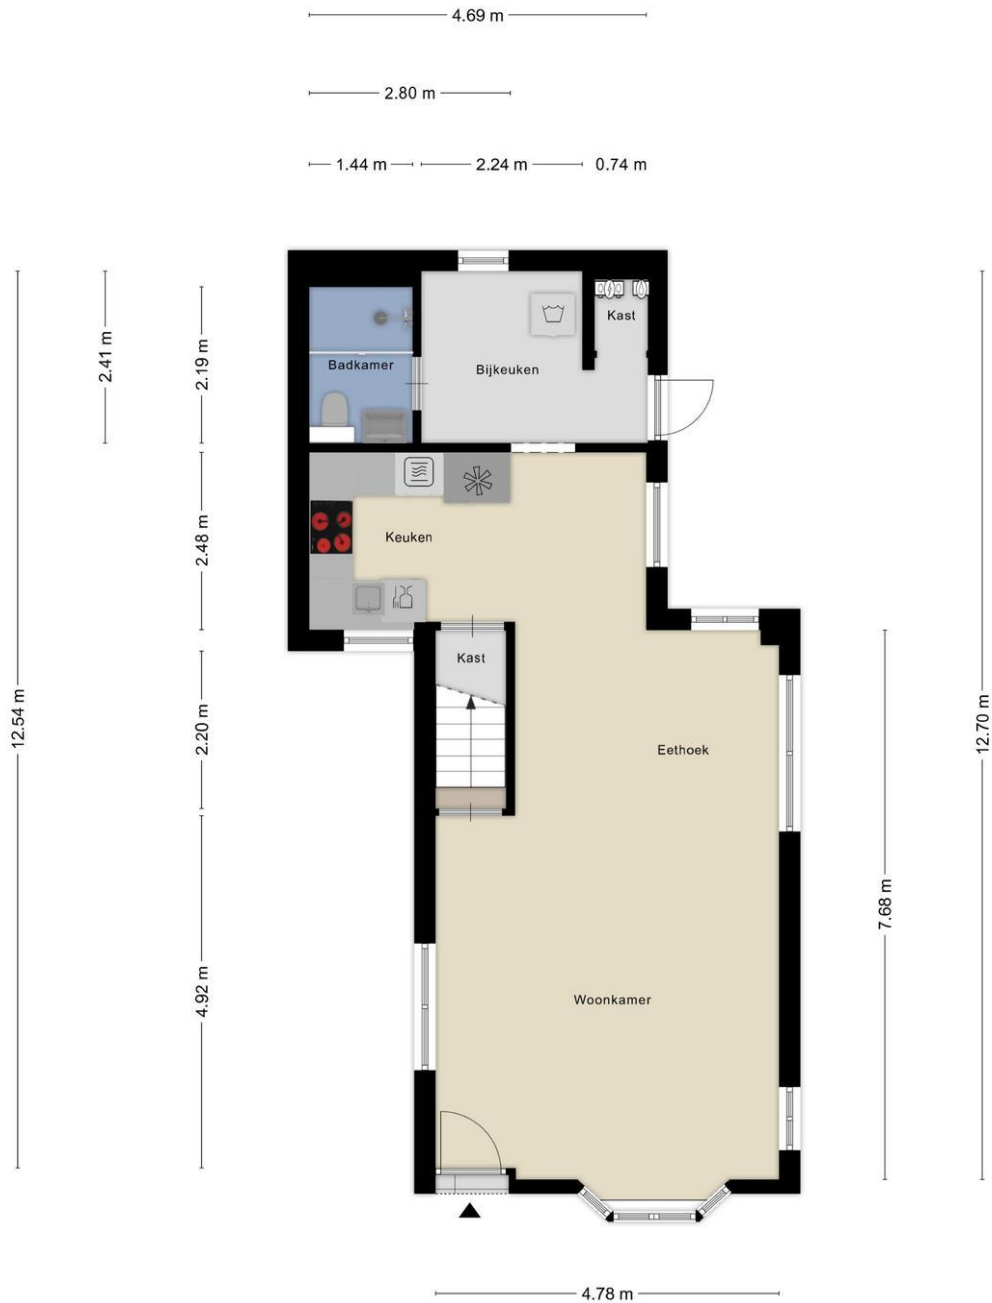 4.69 m
2.80 m
1.44 m
2.24 m
0.74 m
2.41 m
2.19 m
Kast
Badkamer
Bijkeuken
2.48 m
Keuken
Kast
12.54 m
2.20 m
12.70 m
Eethoek
7.68 m
4.92 m
Woonkamer
4.78 m